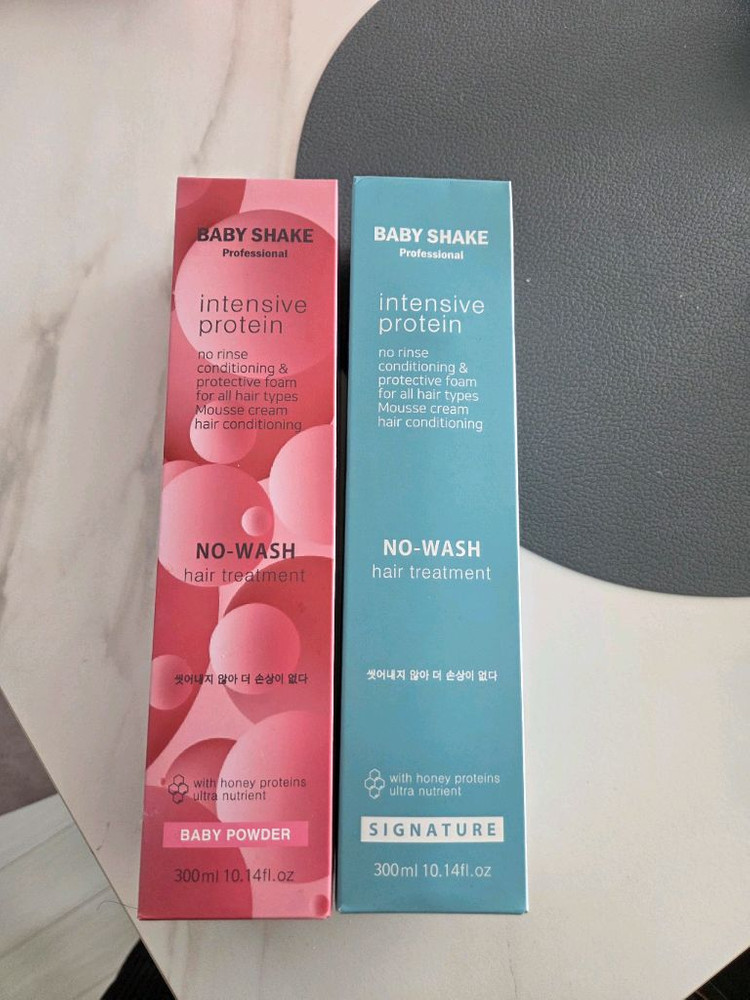 BABY SHAKE
Professional
intensive
protein
no rinse
conditioning &
protective foam
for all hair types
Mousse cream
hair conditioning
NO-WASH
hair treatment
씻어내지 않아 더 손상이 없다
with honey proteins
ultra nutrient
BABY POWDER
300ml 10.14fl.oz
BABY SHAKE
Professional
intensive
protein
no rinse
conditioning &
protective foam
for all hair types
Mousse cream
hair conditioning
NO-WASH
hair treatment
씻어내지 않아 더 손상이 없다
with honey proteins
ultra nutrient
SIGNATURE
300ml 10.14fl.oz